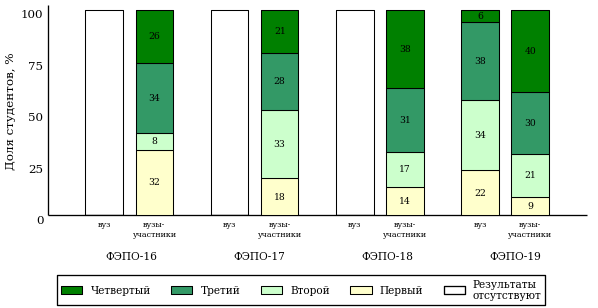 100
75
50
25
0
Доля студентов, %
26
34
8
32
21
28
33
18
38
31
17
14
6
38
34
22
40
30
21
9
вуз
вузы-
участники
вуз
вузы-
участники
вуз
вузы-
участники
вуз
вузы-
участники
ФЭПО-16
ФЭПО-17
ФЭПО-18
ФЭПО-19
Четвертый
Третий
Второй
Первый
Результаты
отсутствуют